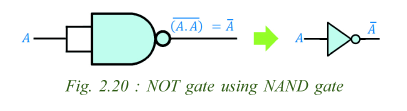 A (A̅.̅A̅) = A̅ A A̅
Fig. 2.20 : NOT gate using NAND gate